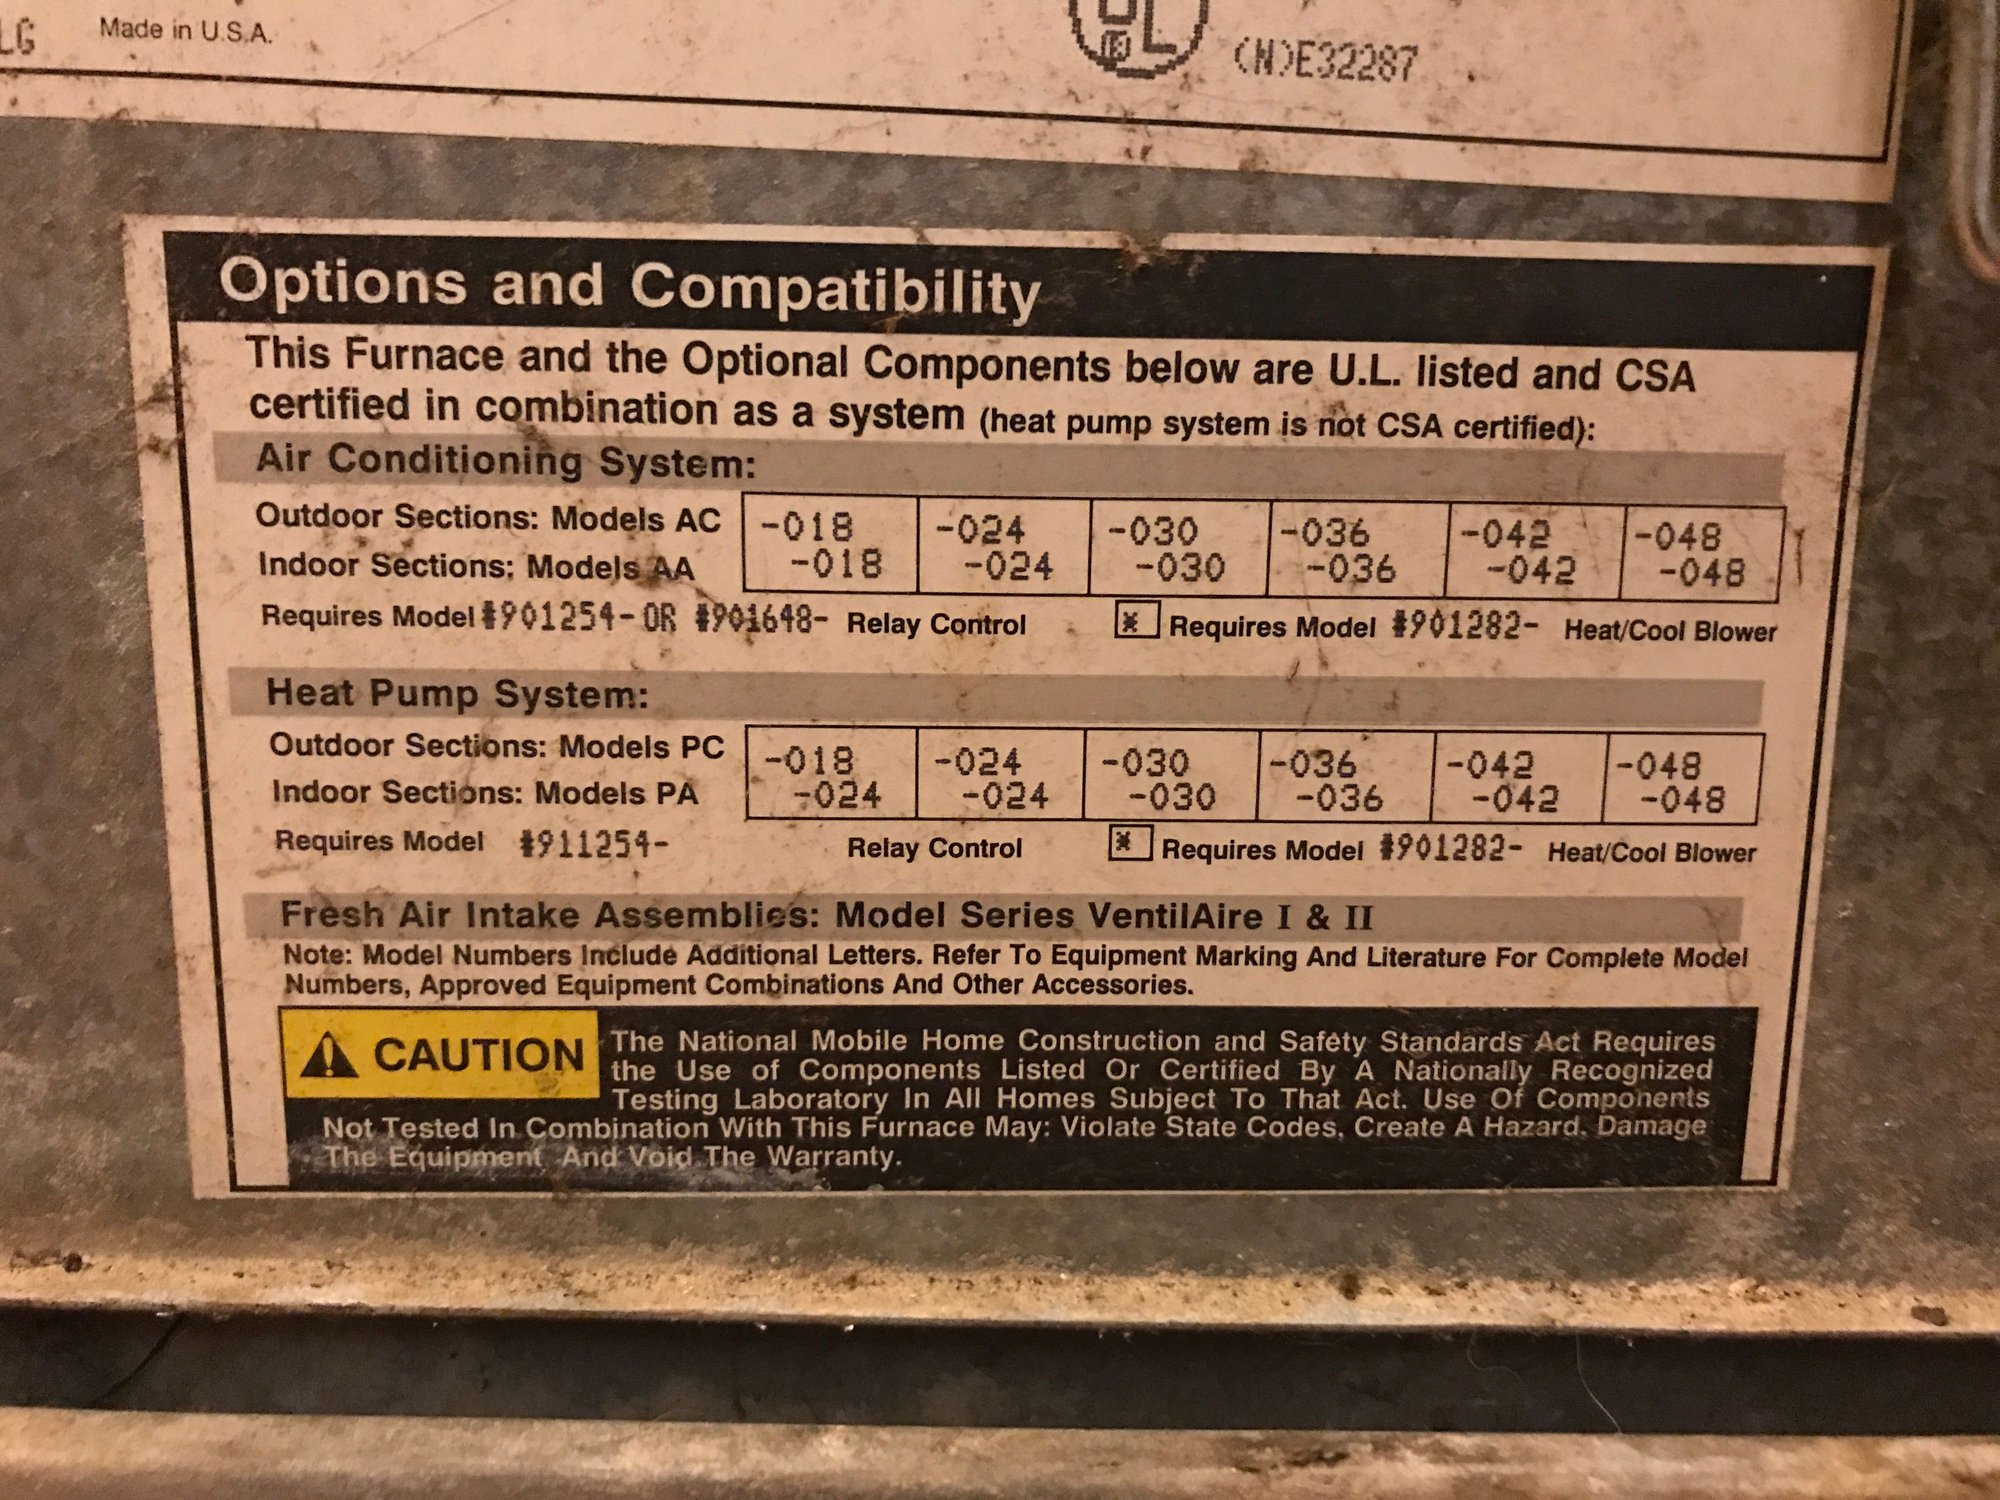 LG Made in U.S.A.
UL
(N)E32287
Options and Compatibility
This Furnace and the Optional Components below are U.L. listed and CSA
certified in combination as a system (heat pump system is not CSA certified):
Air Conditioning System:
Outdoor Sections: Models AC -018 -024 -030 -036 -042 -048
Indoor Sections: Models AA -018 -024 -030 -036 -042 -048
Requires Model #901254- OR #901648- Relay Control * Requires Model #901282- Heat/Cool Blower
Heat Pump System:
Outdoor Sections: Models PC -018 -024 -030 -036 -042 -048
Indoor Sections: Models PA -024 -024 -030 -036 -042 -048
Requires Model #911254- Relay Control * Requires Model #901282- Heat/Cool Blower
Fresh Air Intake Assemblies: Model Series VentilAire I & II
Note: Model Numbers Include Additional Letters. Refer To Equipment Marking And Literature For Complete Model
Numbers, Approved Equipment Combinations And Other Accessories.
CAUTION The National Mobile Home Construction and Safety Standards Act Requires
the Use of Components Listed Or Certified By A Nationally Recognized
Testing Laboratory In All Homes Subject To That Act. Use Of Components
Not Tested In Combination With This Furnace May: Violate State Codes, Create A Hazard. Damage
The Equipment And Void The Warranty.